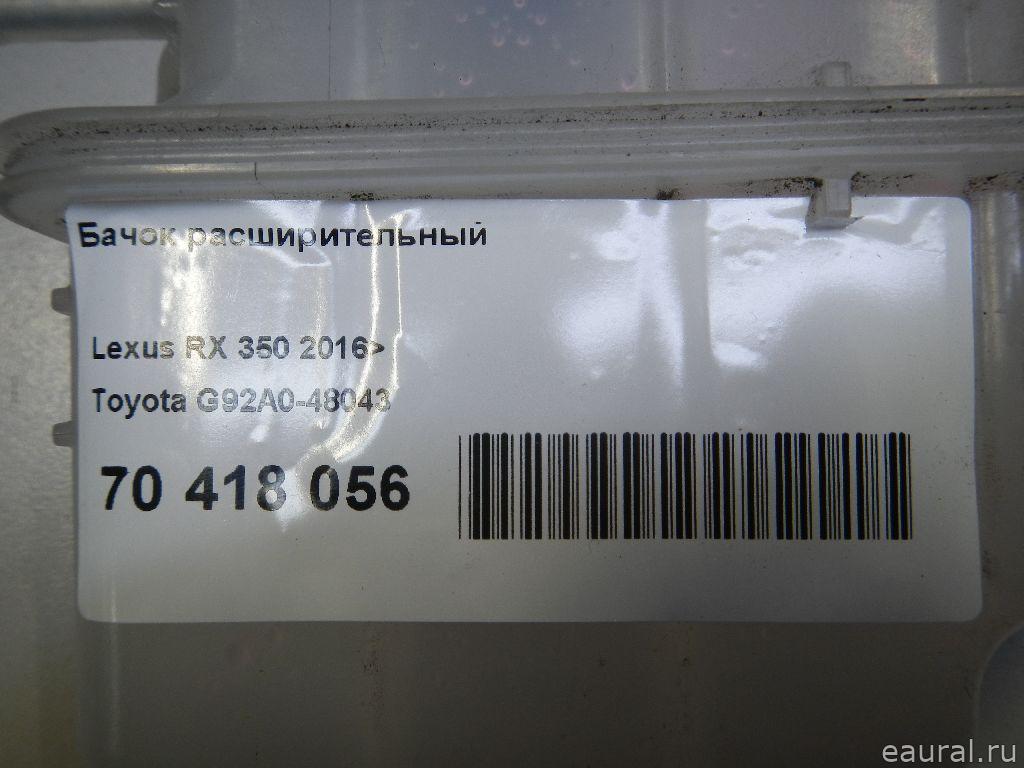 Бачок расширительный
Lexus RX 350 2016>
Toyota G92A0-48043
70 418 056
eaural.ru